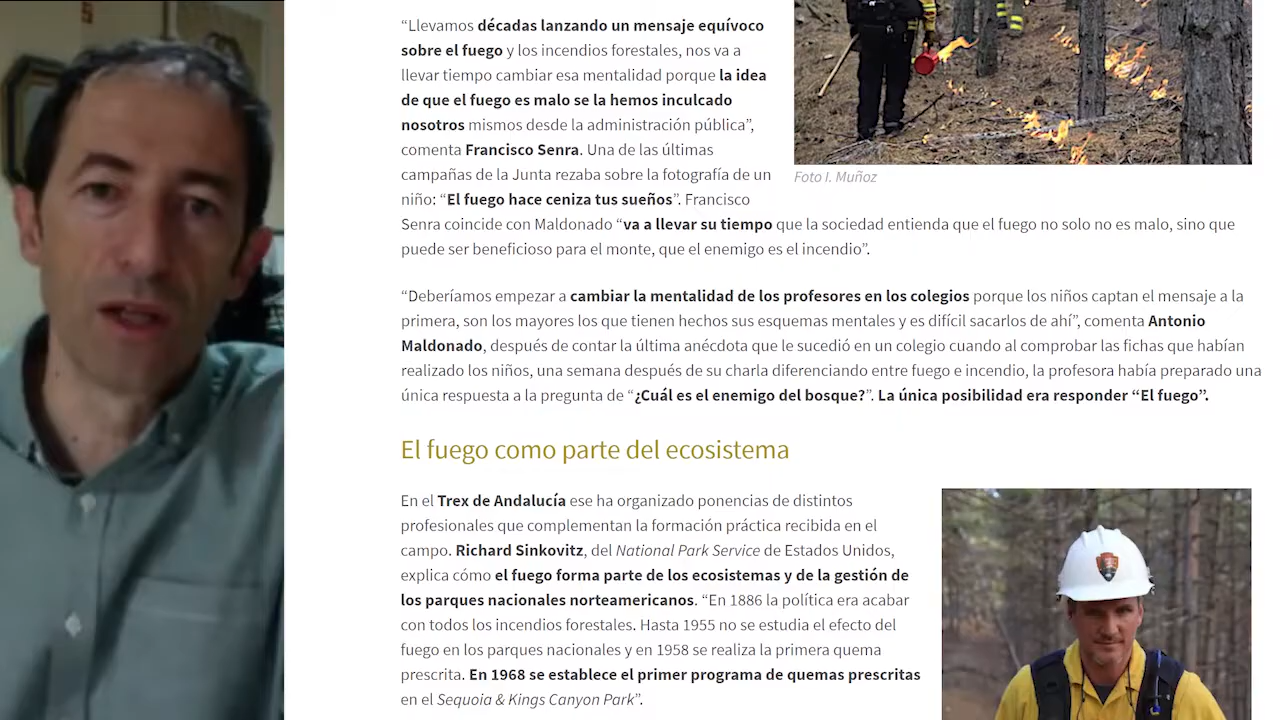 “Llevamos décadas lanzando un mensaje equívoco
sobre el fuego y los incendios forestales, nos va a
llevar tiempo cambiar esa mentalidad porque la idea
de que el fuego es malo se la hemos inculcado
nosotros mismos desde la administración pública”,
comenta Francisco Senra. Una de las últimas
campañas de la Junta rezaba sobre la fotografía de un
niño: “El fuego hace ceniza tus sueños”. Francisco
Senra coincide con Maldonado “va a llevar su tiempo que la sociedad entienda que el fuego no solo no es malo, sino que
puede ser beneficioso para el monte, que el enemigo es el incendio”.
Foto I. Muñoz
“Deberíamos empezar a cambiar la mentalidad de los profesores en los colegios porque los niños captan el mensaje a la
primera, son los mayores los que tienen hechos sus esquemas mentales y es difícil sacarlos de ahí”, comenta Antonio
Maldonado, después de contar la última anécdota que le sucedió en un colegio cuando al comprobar las fichas que habían
realizado los niños, una semana después de su charla diferenciando entre fuego e incendio, la profesora había preparado una
única respuesta a la pregunta de “¿Cuál es el enemigo del bosque?”. La única posibilidad era responder “El fuego”.
El fuego como parte del ecosistema
En el Trex de Andalucía ese ha organizado ponencias de distintos
profesionales que complementan la formación práctica recibida en el
campo. Richard Sinkovitz, del National Park Service de Estados Unidos,
explica cómo el fuego forma parte de los ecosistemas y de la gestión de
los parques nacionales norteamericanos. “En 1886 la política era acabar
con todos los incendios forestales. Hasta 1955 no se estudia el efecto del
fuego en los parques nacionales y en 1958 se realiza la primera quema
prescrita. En 1968 se establece el primer programa de quemas prescritas
en el Sequoia & Kings Canyon Park”.